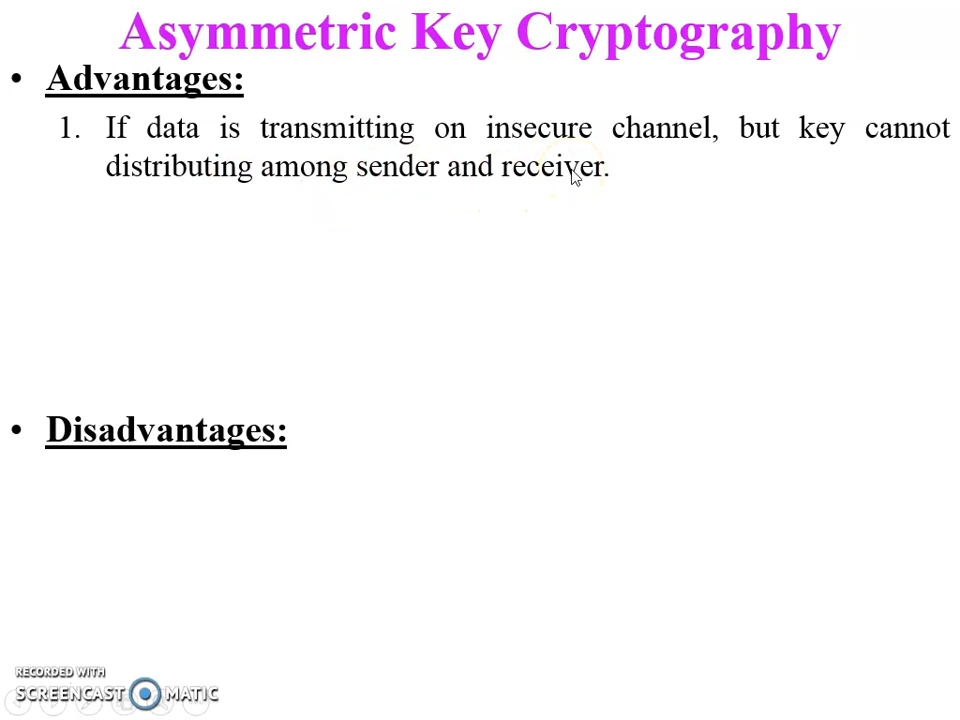 Asymmetric Key Cryptography
• Advantages:
1. If data is transmitting on insecure channel, but key cannot
distributing among sender and receiver.
• Disadvantages:
RECORDED WITH
SCREENCAST MATIC